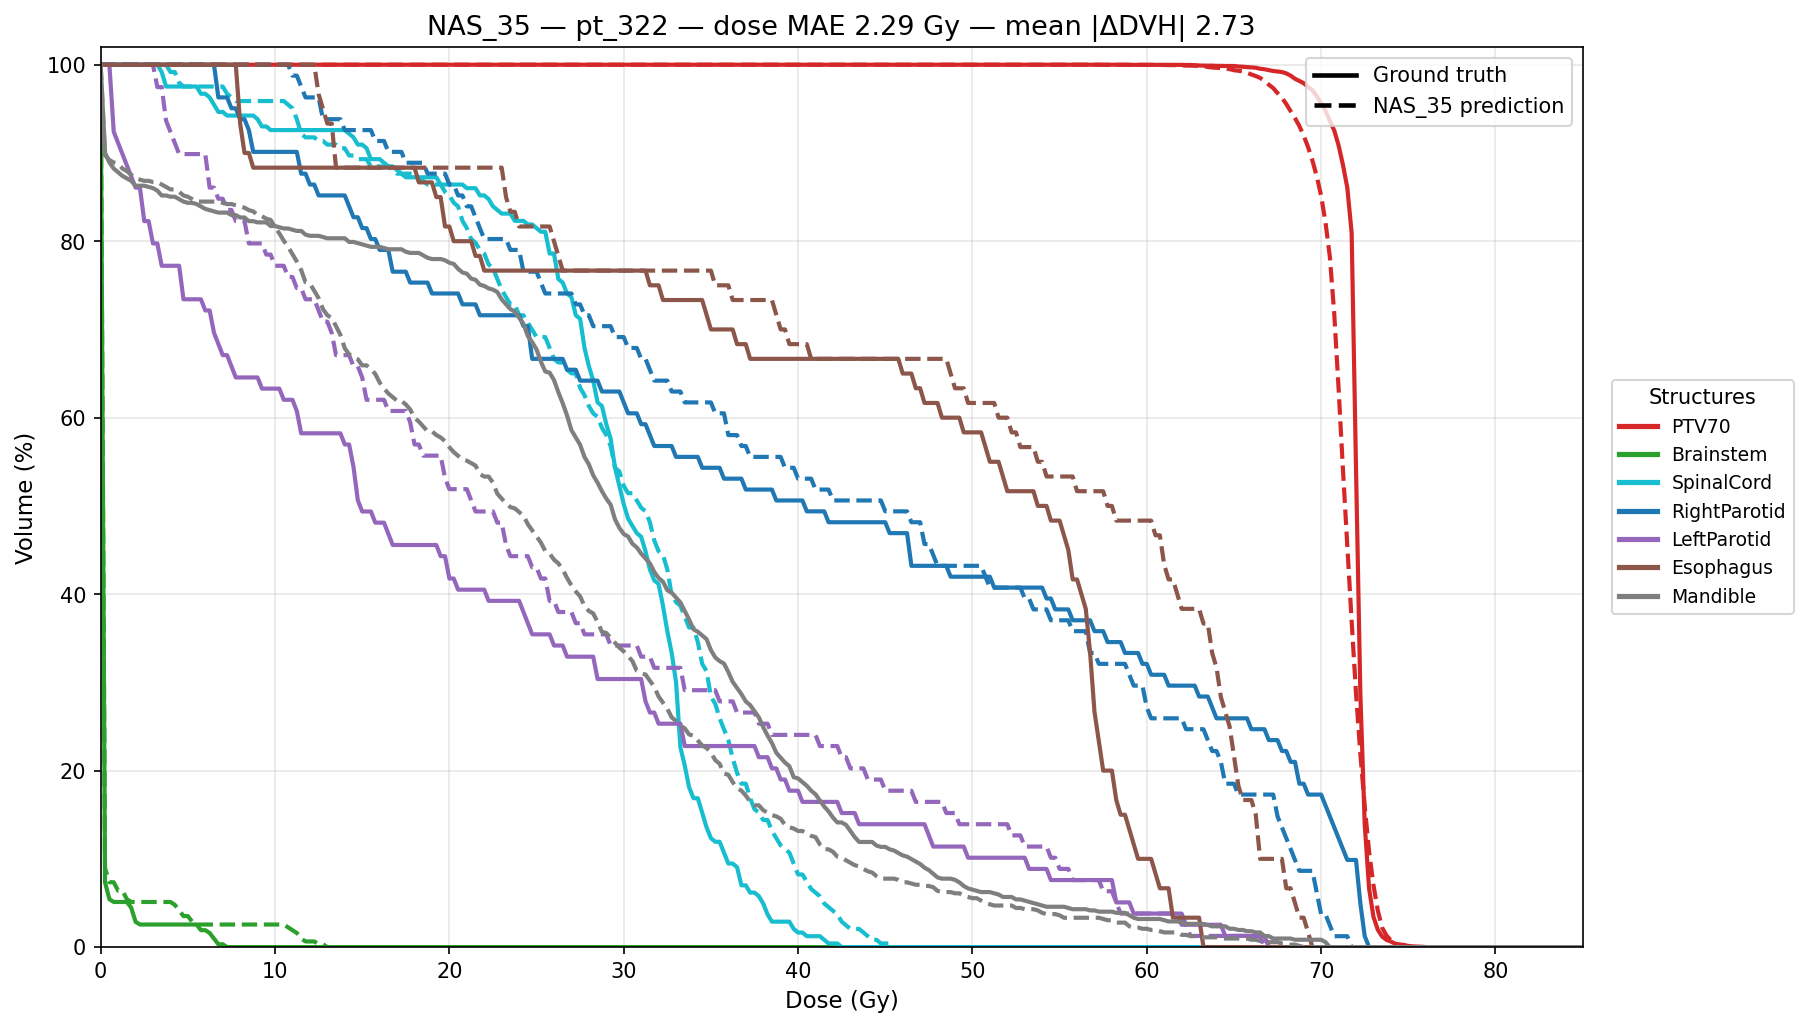 NAS_35 — pt_322 — dose MAE 2.29 Gy — mean |ΔDVH| 2.73
Ground truth
NAS_35 prediction
Volume (%)
100
80
60
40
20
0
0 10 20 30 40 50 60 70 80
Dose (Gy)
Structures
PTV70
Brainstem
SpinalCord
RightParotid
LeftParotid
Esophagus
Mandible